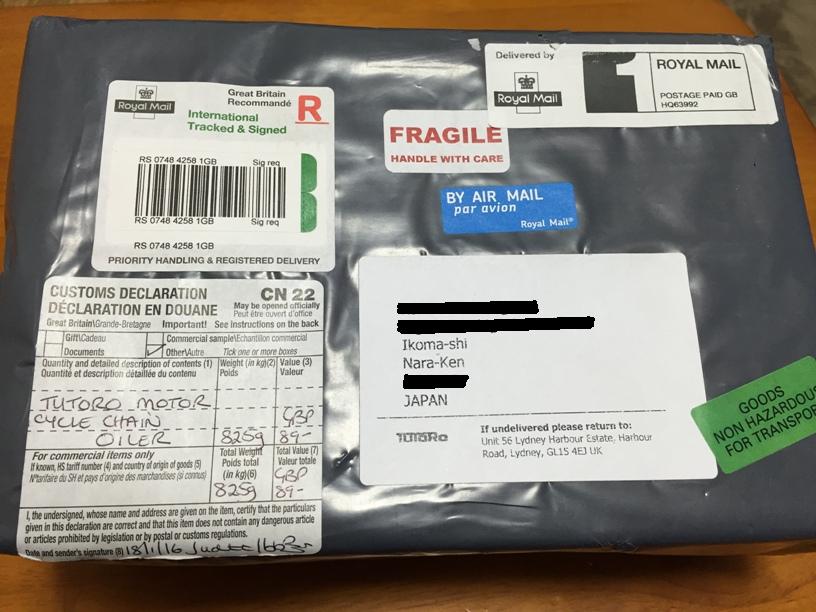 Royal Mail
Great Britain
Recommandé
R
International
Tracked & Signed
RS 0748 4258 1GB Sig req
RS 0748 4258 1GB Sig req
RS 0748 4258 1GB
PRIORITY HANDLING & REGISTERED DELIVERY
FRAGILE
HANDLE WITH CARE
BY AIR MAIL
par avion
Royal Mail®
Delivered by
Royal Mail
1
ROYAL MAIL
POSTAGE PAID GB
HQ63992
CUSTOMS DECLARATION CN 22
DÉCLARATION EN DOUANE
May be opened officially
Peut être ouvert d'office
Great Britain\Grande-Bretagne Important! See instructions on the back
Gift\Cadeau Commercial sample\Echantillon commercial
Documents Other\Autre Tick one or more boxes
Quantity and detailed description of contents (1) Weight (in kg)(2) Value (3)
Quantité et description détaillée du contenu Poids Valeur
TUTORO MOTOR
CYCLE CHAIN GBP
OILER 825g 89-
For commercial items only Total Weight Total Value (7)
If known, HS tariff number (4) and country of origin of goods (5) Poids total Valeur totale
N°tarifaire du SH et pays d'origine des marchandises (si connus) (in kg)(6) GBP
825g 89-
I, the undersigned, whose name and address are given on the item, certify that the particulars
given in this declaration are correct and that this item does not contain any dangerous article
or articles prohibited by legislation or by postal or customs regulations.
Date and sender's signature (8) 18/1/16
Ikoma-shi
Nara-Ken
JAPAN
TUTORO
If undelivered please return to:
Unit 56 Lydney Harbour Estate, Harbour
Road, Lydney, GL15 4EJ UK
GOODS
NON HAZARDOUS
FOR TRANSPOR